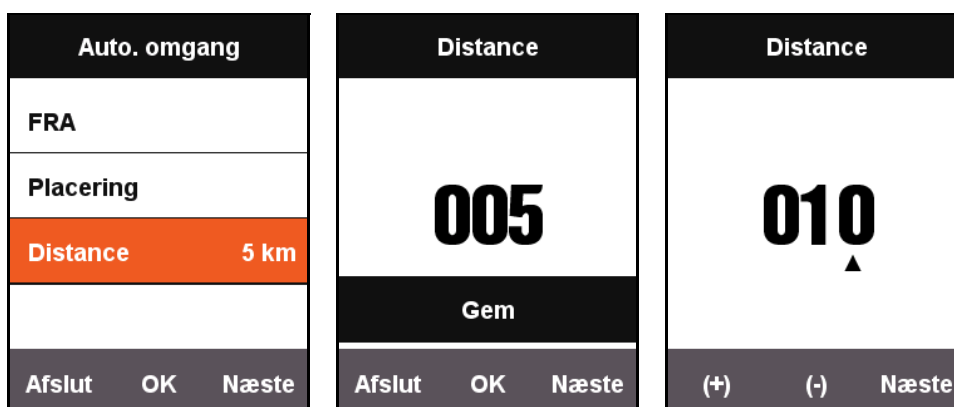 Auto. omgang
FRA
Placering
Distance 5 km
Afslut OK Næste
Distance
005
Gem
Afslut OK Næste
Distance
010
▲
(+) (-) Næste